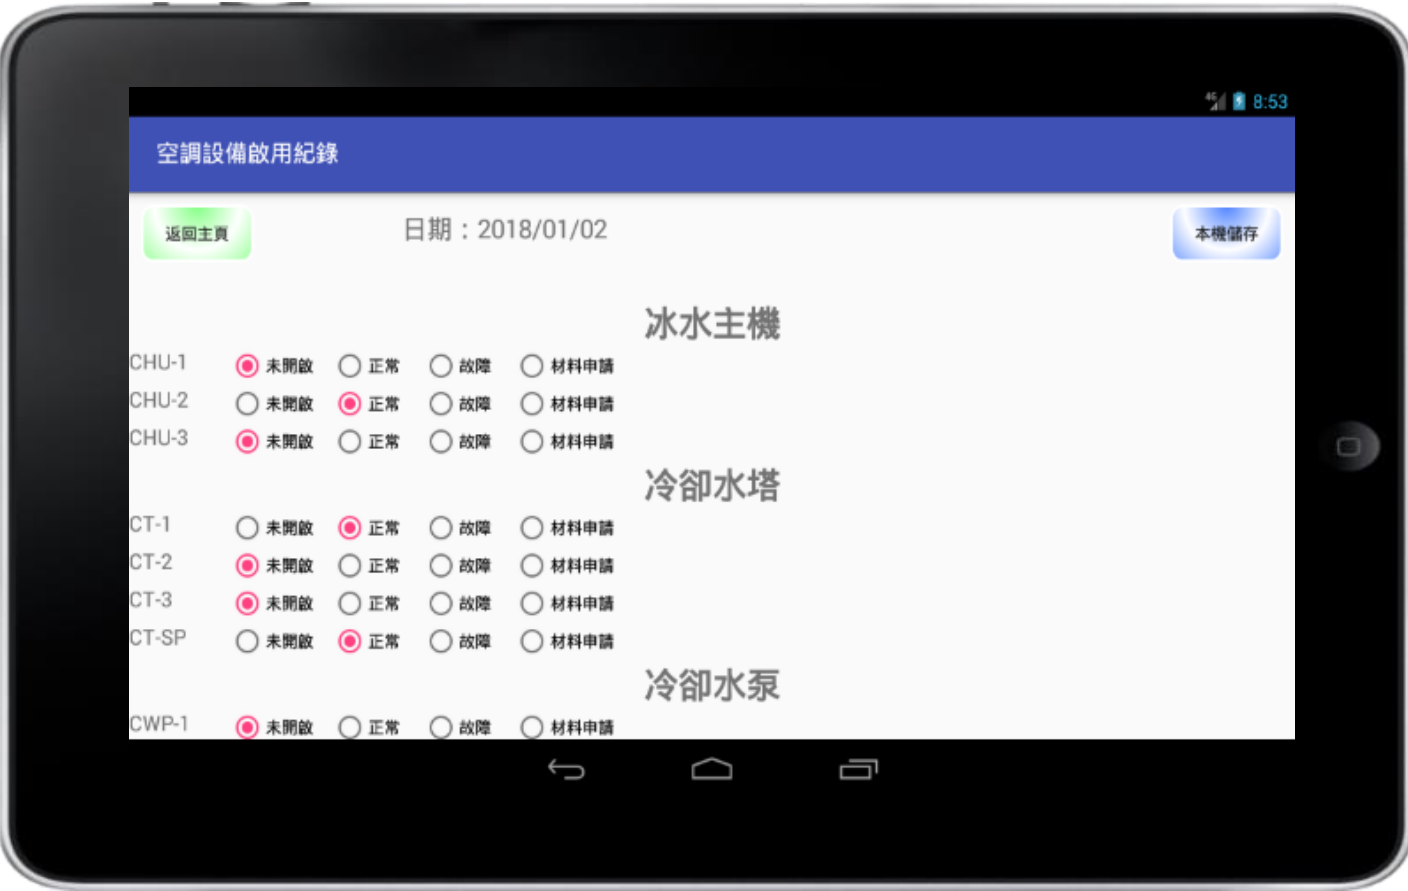 4G 8:53
空調設備啟用紀錄
返回主頁 日期：2018/01/02 本機儲存
冰水主機
CHU-1 未開啟 正常 故障 材料申請
CHU-2 未開啟 正常 故障 材料申請
CHU-3 未開啟 正常 故障 材料申請
冷卻水塔
CT-1 未開啟 正常 故障 材料申請
CT-2 未開啟 正常 故障 材料申請
CT-3 未開啟 正常 故障 材料申請
CT-SP 未開啟 正常 故障 材料申請
冷卻水泵
CWP-1 未開啟 正常 故障 材料申請